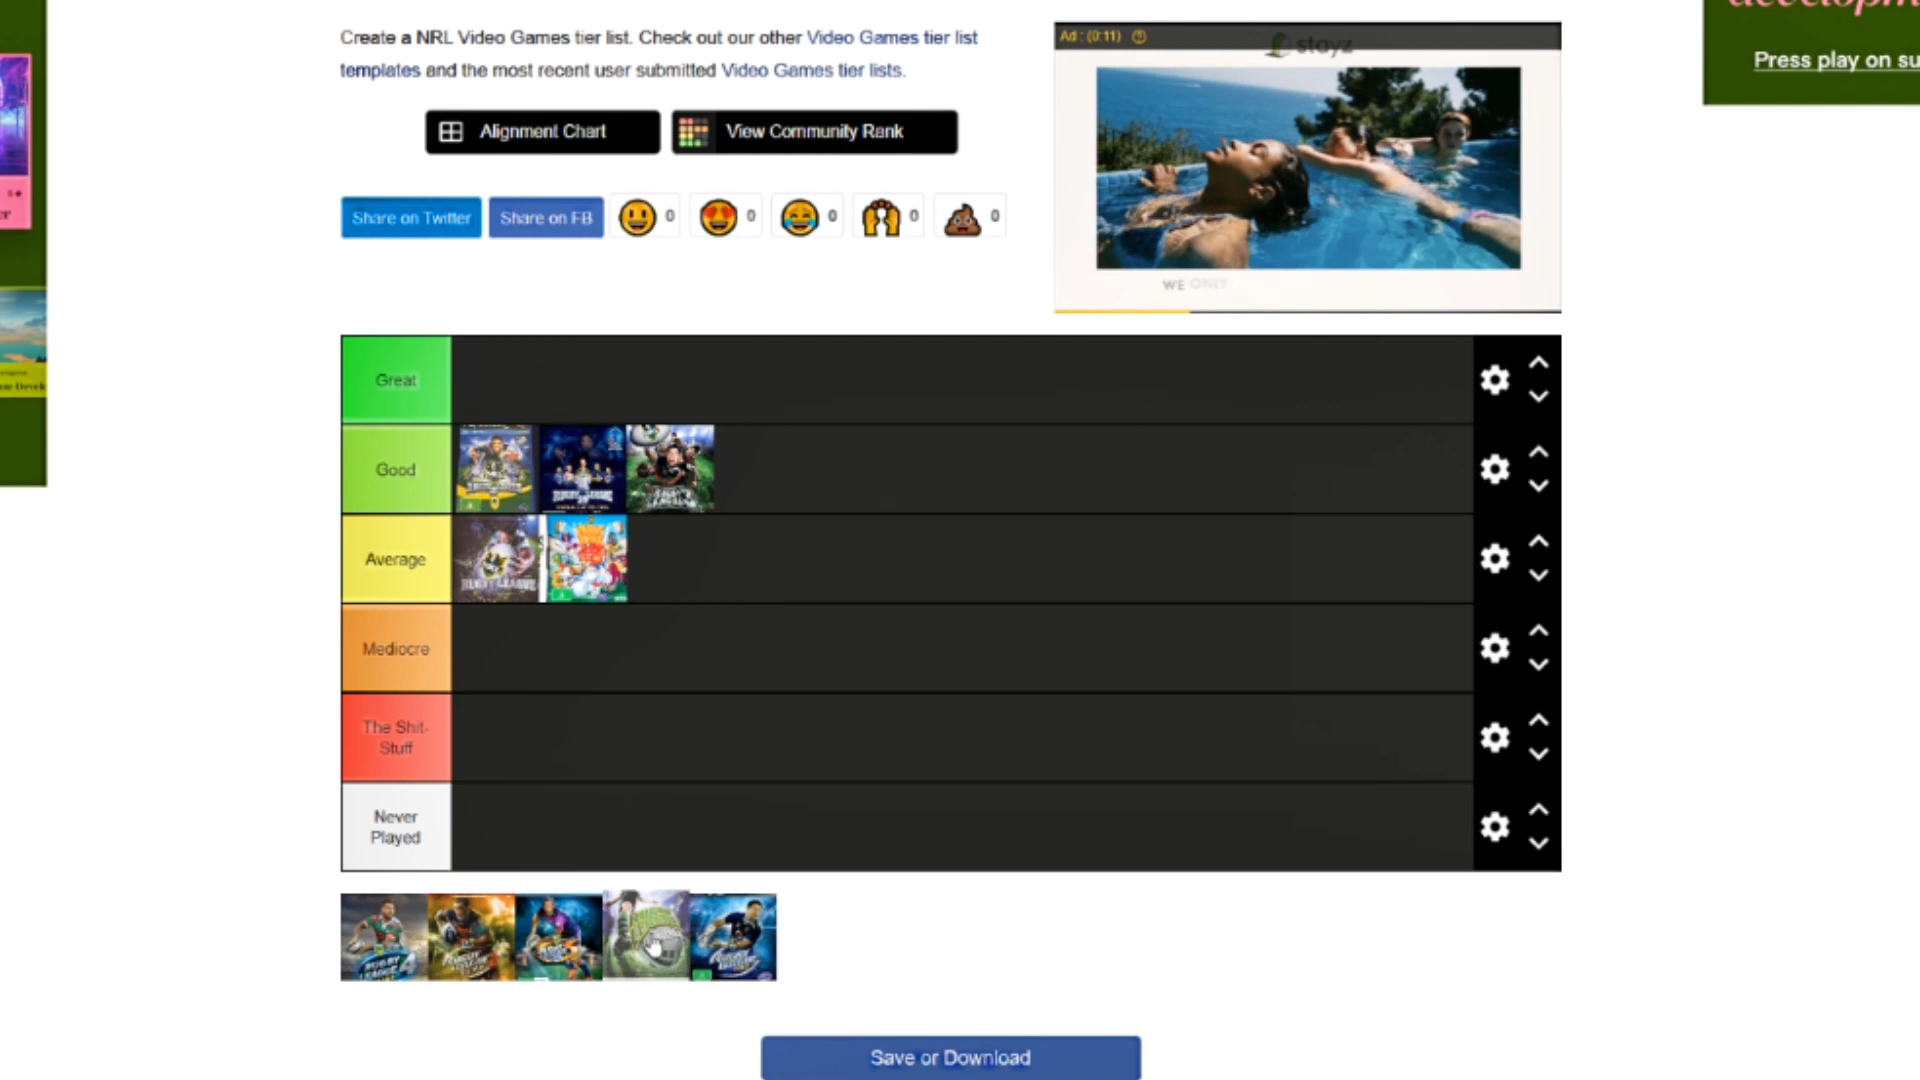 Create a NRL Video Games tier list. Check out our other Video Games tier list
templates and the most recent user submitted Video Games tier lists.
Ad : (0:11)
stayz
WE ONLY
Press play on su
Alignment Chart
View Community Rank
Share on Twitter
Share on FB
0
0
0
0
0
Great
Good
Average
Mediocre
The Shit-
Stuff
Never
Played
Save or Download